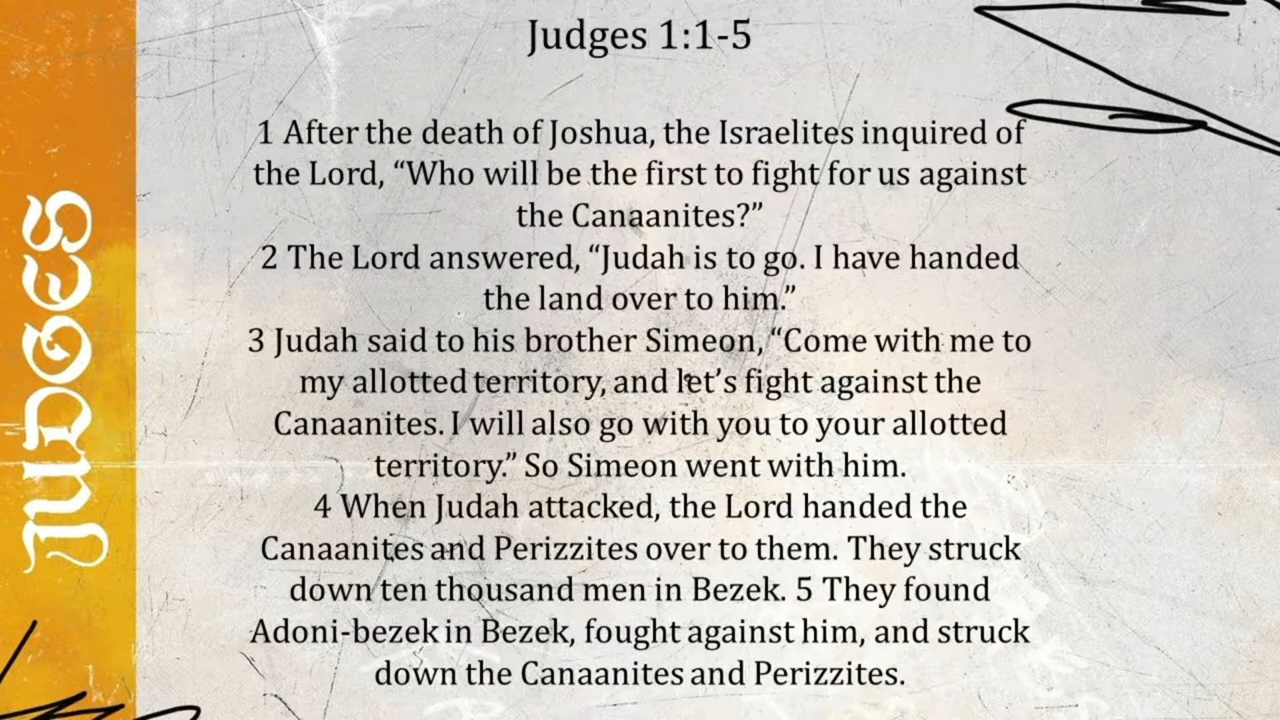 Judges 1:1-5
1 After the death of Joshua, the Israelites inquired of
the Lord, “Who will be the first to fight for us against
the Canaanites?”
2 The Lord answered, “Judah is to go. I have handed
the land over to him.”
3 Judah said to his brother Simeon, “Come with me to
my allotted territory, and let’s fight against the
Canaanites. I will also go with you to your allotted
territory.” So Simeon went with him.
4 When Judah attacked, the Lord handed the
Canaanites and Perizzites over to them. They struck
down ten thousand men in Bezek. 5 They found
Adoni-bezek in Bezek, fought against him, and struck
down the Canaanites and Perizzites.
JUDGES